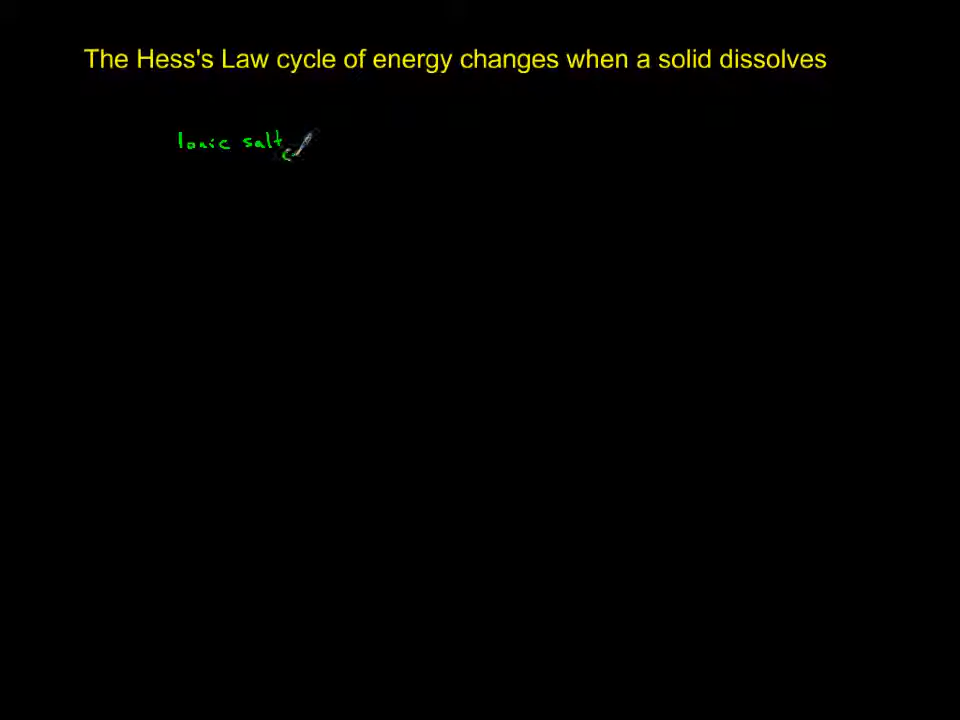 The Hess's Law cycle of energy changes when a solid dissolves
Ionic salt